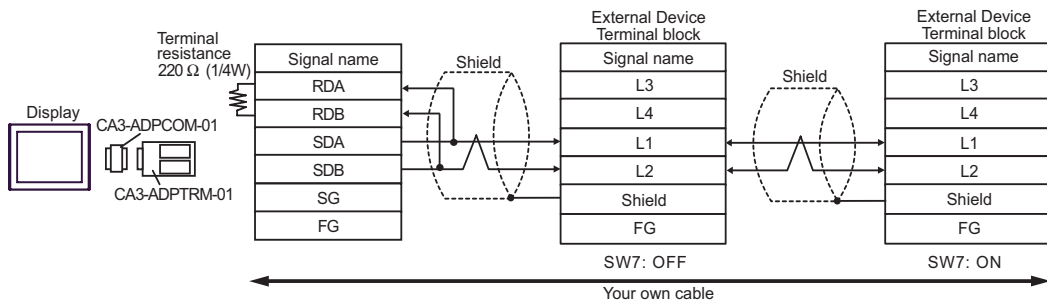 Display
CA3-ADPCOM-01
CA3-ADPTRM-01
Terminal
resistance
220 Ω (1/4W)
Signal name
RDA
RDB
SDA
SDB
SG
FG
Shield
External Device
Terminal block
Signal name
L3
L4
L1
L2
Shield
FG
SW7: OFF
Shield
External Device
Terminal block
Signal name
L3
L4
L1
L2
Shield
FG
SW7: ON
Your own cable